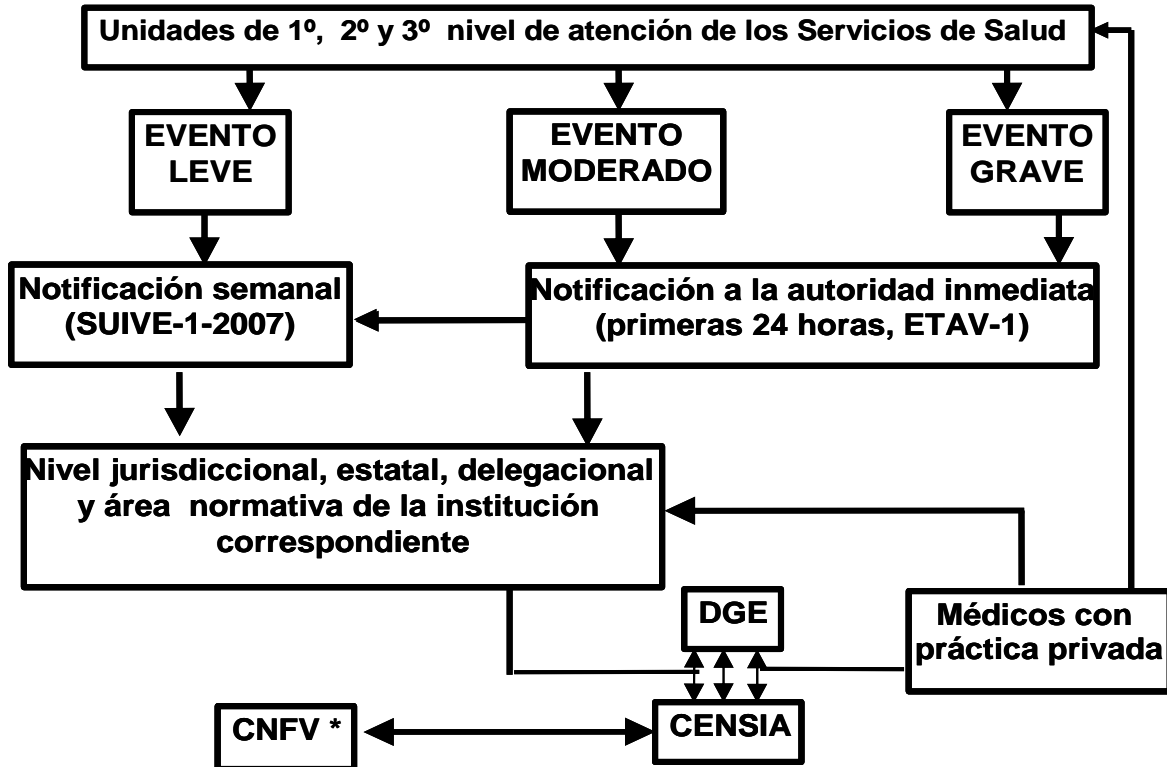 Unidades de 1º, 2º y 3º nivel de atención de los Servicios de Salud
EVENTO
LEVE
EVENTO
MODERADO
EVENTO
GRAVE
Notificación semanal
(SUIVE-1-2007)
Notificación a la autoridad inmediata
(primeras 24 horas, ETAV-1)
Nivel jurisdiccional, estatal, delegacional
y área normativa de la institución
correspondiente
DGE
Médicos con
práctica privada
CNFV *
CENSIA